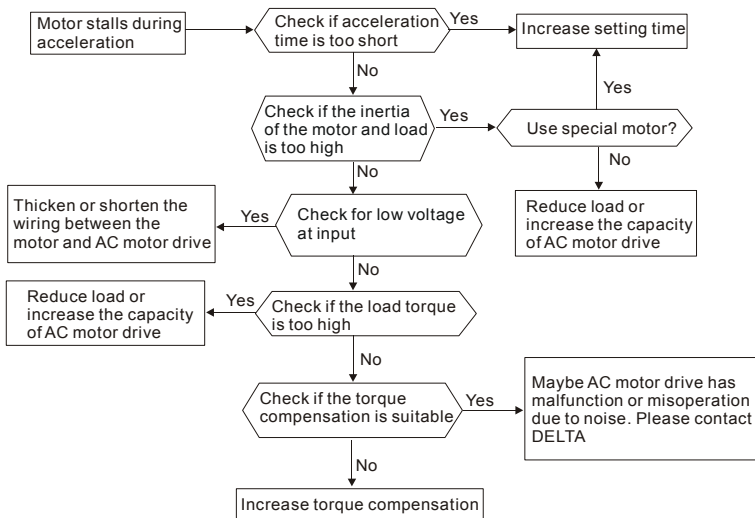 Motor stalls during
acceleration
Check if acceleration
time is too short
Yes
Increase setting time
No
Yes
Check if the inertia
of the motor and load
is too high
Yes
Use special motor?
No
No
Thicken or shorten the
wiring between the
motor and AC motor drive
Yes
Check for low voltage
at input
Reduce load or
increase the capacity
of AC motor drive
No
Reduce load or
increase the capacity
of AC motor drive
Yes
Check if the load torque
is too high
No
Check if the torque
compensation is suitable
Yes
Maybe AC motor drive has
malfunction or misoperation
due to noise. Please contact
DELTA
No
Increase torque compensation